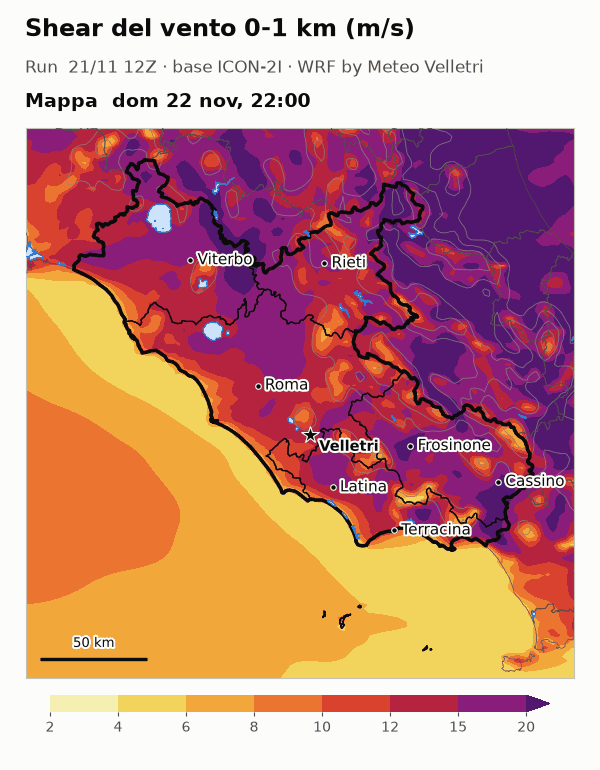 Shear del vento 0-1 km (m/s)
Run  21/11 12Z · base ICON-2I · WRF by Meteo Velletri
Mappa  dom 22 nov, 22:00
Viterbo
Rieti
Roma
Velletri
Frosinone
Latina
Cassino
Terracina
50 km
2 4 6 8 10 12 15 20